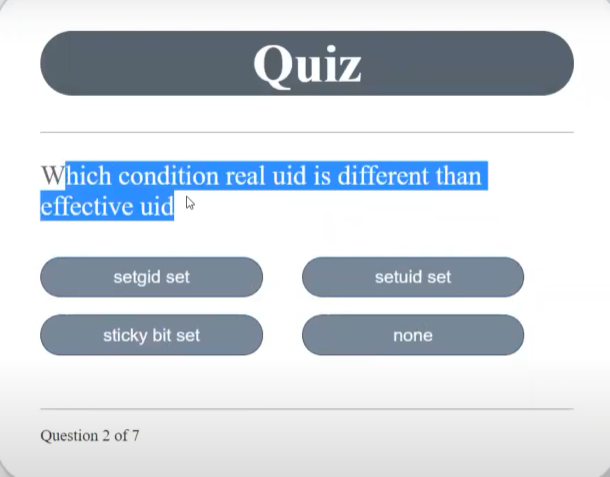 Quiz
Which condition real uid is different than
effective uid
setgid set
setuid set
sticky bit set
none
Question 2 of 7